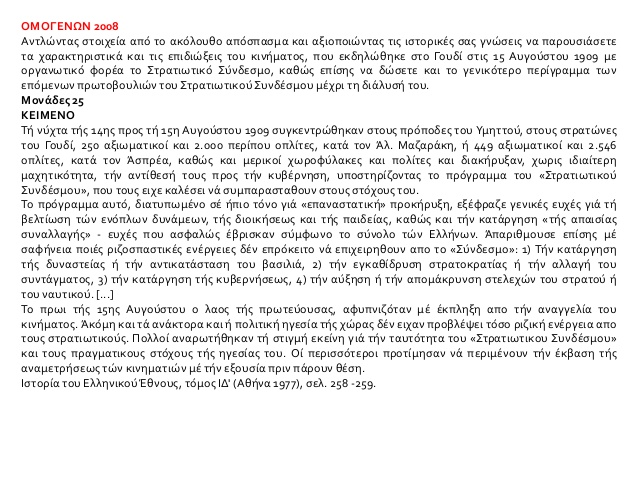 ΟΜΟΓΕΝΩΝ 2008
Αντλώντας στοιχεία από το ακόλουθο απόσπασμα και αξιοποιώντας τις ιστορικές σας γνώσεις να παρουσιάσετε
τα χαρακτηριστικά και τις επιδιώξεις του κινήματος, που εκδηλώθηκε στο Γουδί στις 15 Αυγούστου 1909 με
οργανωτικό φορέα το Στρατιωτικό Σύνδεσμο, καθώς επίσης να δώσετε και το γενικότερο περίγραμμα των
επόμενων πρωτοβουλιών του Στρατιωτικού Συνδέσμου μέχρι τη διάλυσή του.
Μονάδες 25
ΚΕΙΜΕΝΟ
Τή νύχτα τής 14ης προς τή 15η Αυγούστου 1909 συγκεντρώθηκαν στους πρόποδες του Υμηττού, στους στρατώνες
του Γουδί, 250 αξιωματικοί και 2.000 περίπου οπλίτες, κατά τον Άλ. Μαζαράκη, ή 449 αξιωματικοί και 2.546
οπλίτες, κατά τον Άσπρέα, καθώς και μερικοί χωροφύλακες και πολίτες και διακήρυξαν, χωρις ιδιαίτερη
μαχητικότητα, τήν αντίθεσή τους προς τήν κυβέρνηση, υποστηρίζοντας το πρόγραμμα του «Στρατιωτικού
Συνδέσμου», που τους ειχε καλέσει νά συμπαρασταθουν στους στόχους του.
Το πρόγραμμα αυτό, διατυπωμένο σέ ήπιο τόνο γιά «επαναστατική» προκήρυξη, εξέφραζε γενικές ευχές γιά τή
βελτίωση τών ενόπλων δυνάμεων, τής διοικήσεως και τής παιδείας, καθώς και τήν κατάργηση «τής απαισίας
συναλλαγής» - ευχές που ασφαλώς έβρισκαν σύμφωνο το σύνολο τών Ελλήνων. Άπαριθμουσε επίσης μέ
σαφήνεια ποιές ριζοσπαστικές ενέργειες δέν επρόκειτο νά επιχειρηθουν απο το «Σύνδεσμο»: 1) Τήν κατάργηση
τής δυναστείας ή τήν αντικατάσταση του βασιλιά, 2) τήν εγκαθίδρυση στρατοκρατίας ή τήν αλλαγή του
συντάγματος, 3) τήν κατάργηση τής κυβερνήσεως, 4) τήν αύξηση ή τήν απομάκρυνση στελεχών του στρατού ή
του ναυτικού. [...]
Το πρωι τής 15ης Αυγούστου ο λαος τής πρωτεύουσας, αφυπνιζόταν μέ έκπληξη απο τήν αναγγελία του
κινήματος. Άκόμη και τά ανάκτορα και ή πολιτική ηγεσία τής χώρας δέν ειχαν προβλέψει τόσο ριζική ενέργεια απο
τους στρατιωτικούς. Πολλοί αναρωτήθηκαν τή στιγμή εκείνη γιά τήν ταυτότητα του «Στρατιωτικου Συνδέσμου»
και τους πραγματικους στόχους τής ηγεσίας του. Οί περισσότεροι προτίμησαν νά περιμένουν τήν έκβαση τής
αναμετρήσεως τών κινηματιών μέ τήν εξουσία πριν πάρουν θέση.
Ιστορία του Ελληνικού Έθνους, τόμος ΙΔ' (Αθήνα 1977), σελ. 258 -259.